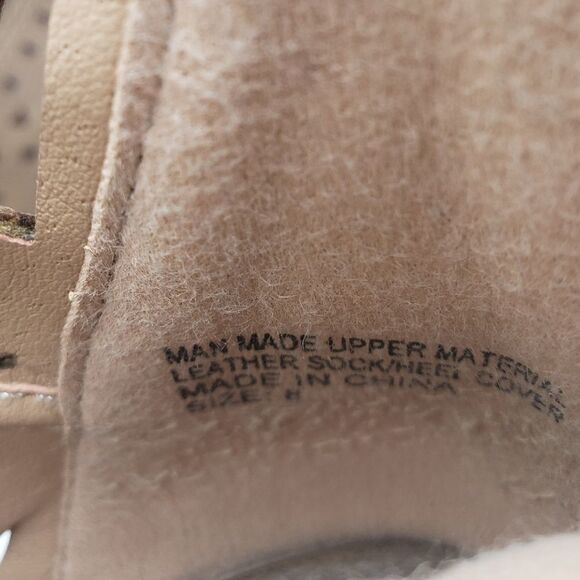 MAN MADE UPPER MATERIAL
LEATHER SOCK/HEEL COVER
MADE IN CHINA
SIZE: 8